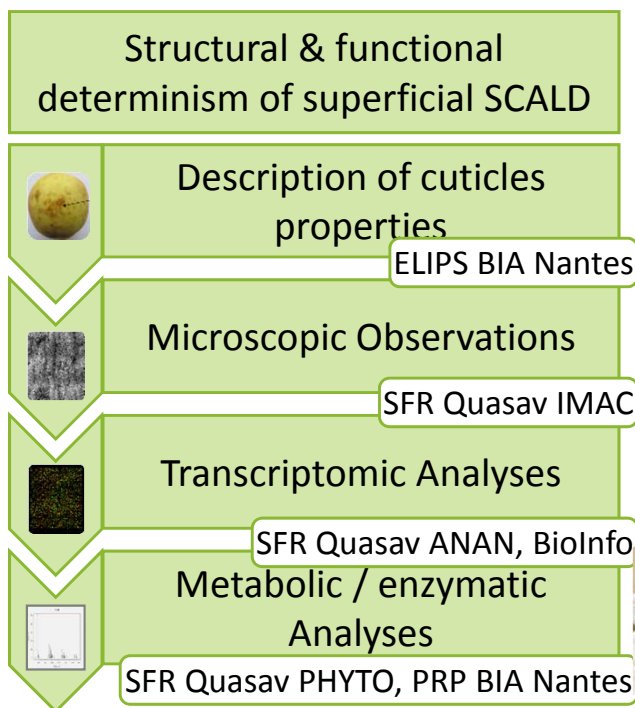 Structural & functional
determinism of superficial SCALD
Description of cuticles
properties
ELIPS BIA Nantes
Microscopic Observations
SFR Quasav IMAC
Transcriptomic Analyses
SFR Quasav ANAN, BioInfo
Metabolic / enzymatic
Analyses
SFR Quasav PHYTO, PRP BIA Nantes